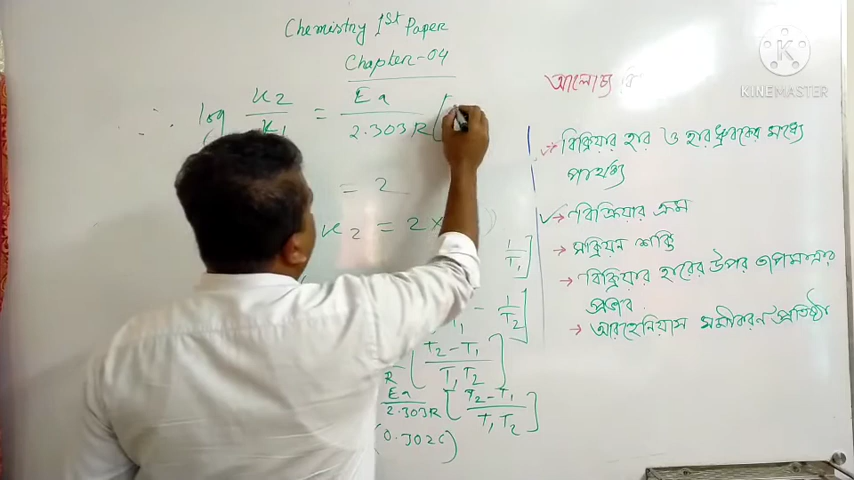 Chemistry 1st Paper
Chapter-04
∴ log K2/K1 = Ea/2.303R [
= 2
K2 = 2×
1/T1]
- 1/T2]
R [T2-T1/T1T2]
Ea/2.303R [T2-T1/T1T2]
(0.302
আলোচ্য বি
→ বিক্রিয়ার হার ও হারধ্রুবকের মধ্যে
পার্থক্য
→ বিক্রিয়ার ক্রম
→ সক্রিয়ন শক্তি
→ বিক্রিয়ার হারের উপর তাপমাত্রার
প্রভাব
→ আরহেনিয়াস সমীকরণ প্রতিষ্ঠা
KINEMASTER